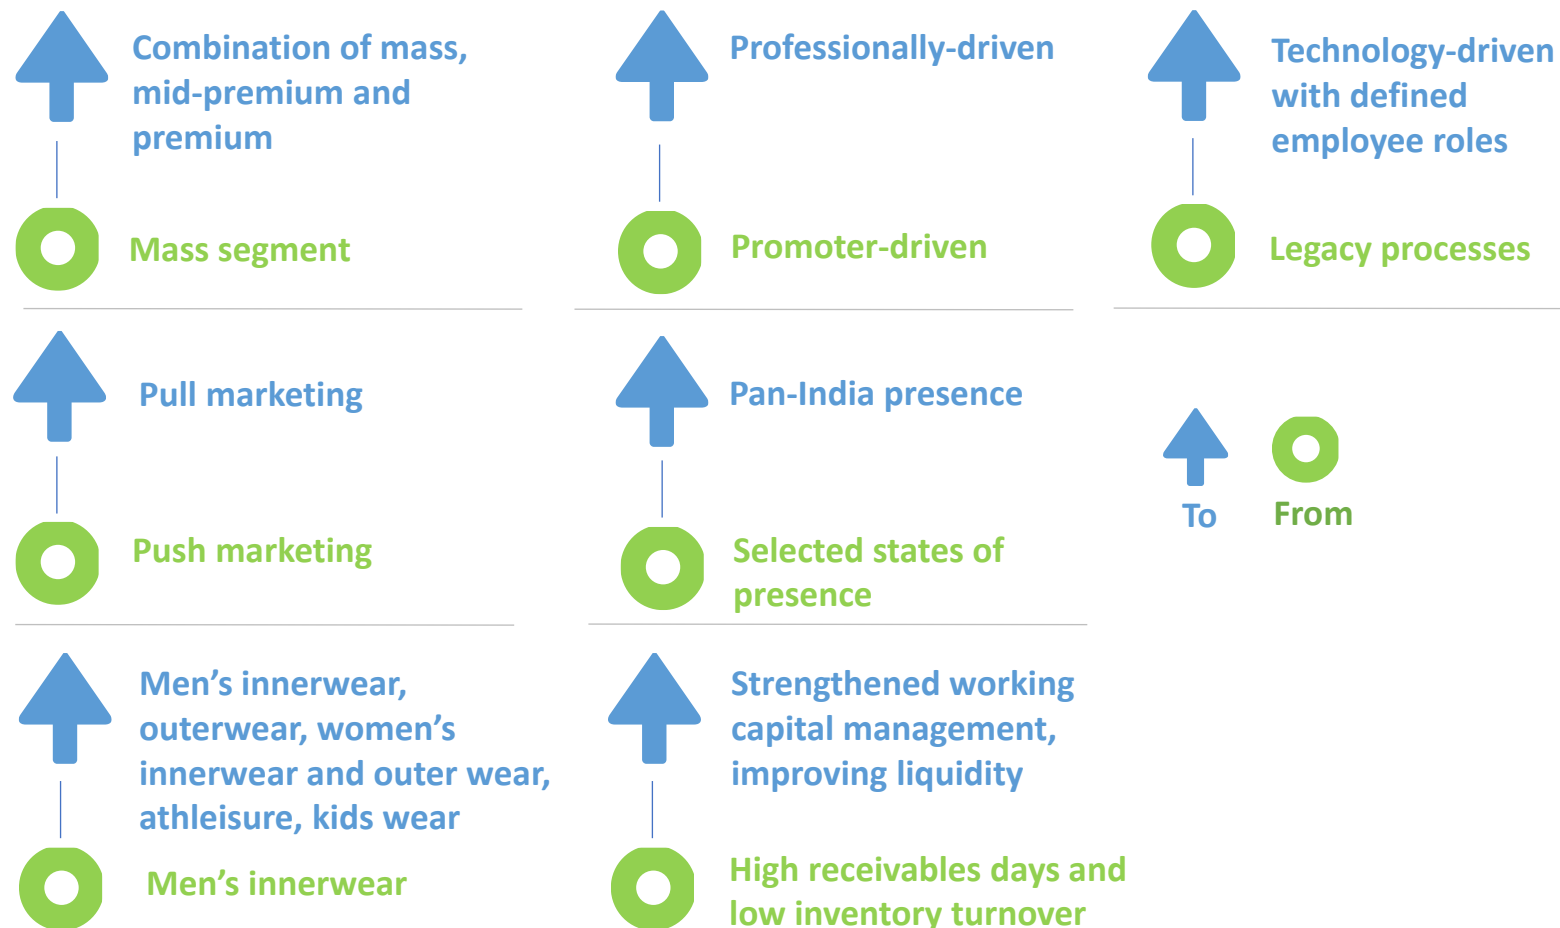 Combination of mass,
mid-premium and
premium
Mass segment
Professionally-driven
Promoter-driven
Technology-driven
with defined
employee roles
Legacy processes
Pull marketing
Push marketing
Pan-India presence
Selected states of
presence
To
From
Men’s innerwear,
outerwear, women’s
innerwear and outer wear,
athleisure, kids wear
Men’s innerwear
Strengthened working
capital management,
improving liquidity
High receivables days and
low inventory turnover